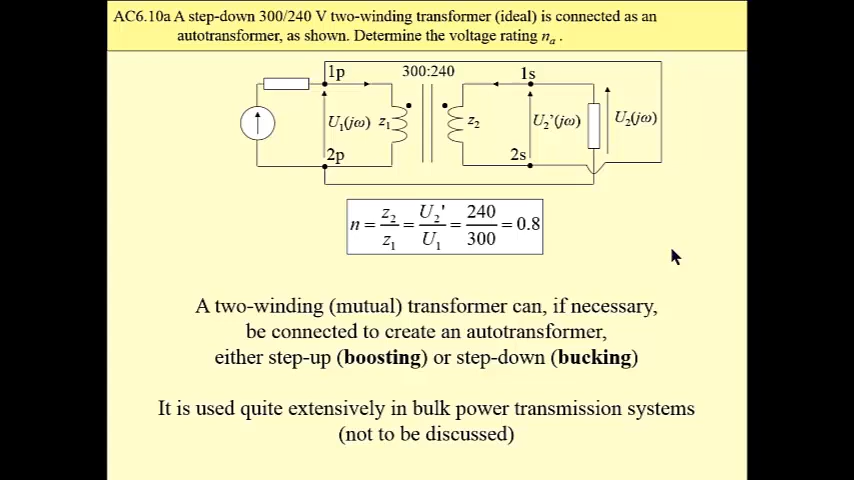 AC6.10a A step-down 300/240 V two-winding transformer (ideal) is connected as an
autotransformer, as shown. Determine the voltage rating nₐ .
1p 300:240 1s
U₁(jω) z₁ z₂ U₂’(jω) U₂(jω)
2p 2s
n = z₂/z₁ = U₂'/U₁ = 240/300 = 0.8
A two-winding (mutual) transformer can, if necessary,
be connected to create an autotransformer,
either step-up (boosting) or step-down (bucking)
It is used quite extensively in bulk power transmission systems
(not to be discussed)